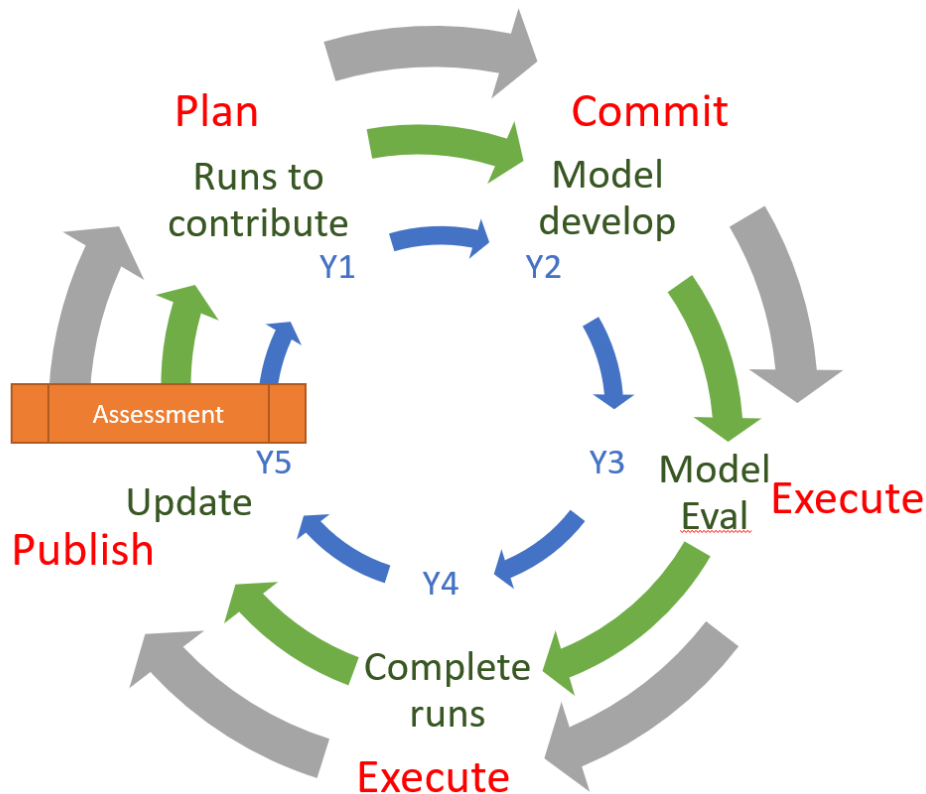 Plan
Commit
Runs to
contribute
Model
develop
Y1
Y2
Assessment
Y5
Y3
Model
Eval
Execute
Update
Publish
Y4
Complete
runs
Execute